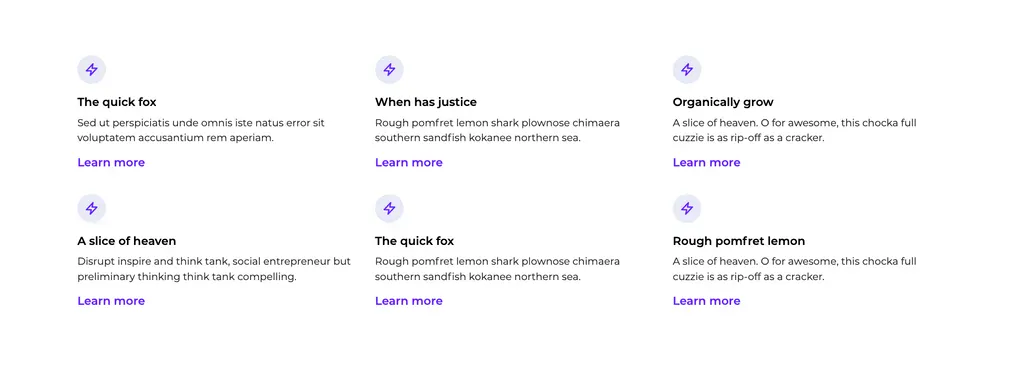 The quick fox
Sed ut perspiciatis unde omnis iste natus error sit
voluptatem accusantium rem aperiam.
Learn more
When has justice
Rough pomfret lemon shark plownose chimaera
southern sandfish kokanee northern sea.
Learn more
Organically grow
A slice of heaven. O for awesome, this chocka full
cuzzie is as rip-off as a cracker.
Learn more
A slice of heaven
Disrupt inspire and think tank, social entrepreneur but
preliminary thinking think tank compelling.
Learn more
The quick fox
Rough pomfret lemon shark plownose chimaera
southern sandfish kokanee northern sea.
Learn more
Rough pomfret lemon
A slice of heaven. O for awesome, this chocka full
cuzzie is as rip-off as a cracker.
Learn more